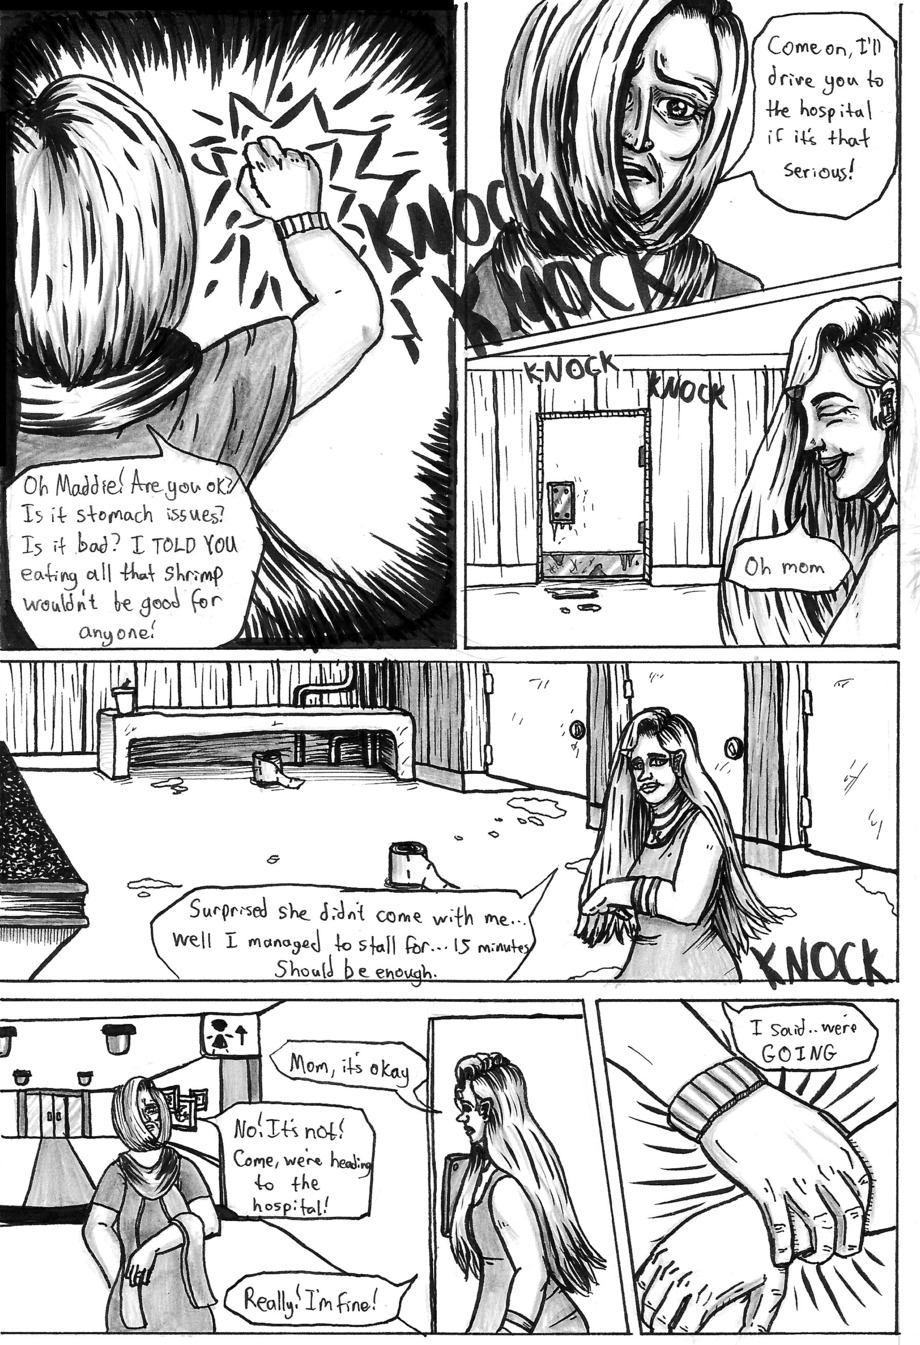 KNOCK
KNOCK
Oh Maddie! Are you ok?
Is it stomach issues?
Is it bad? I TOLD YOU
eating all that shrimp
wouldn't be good for
anyone!
Come on, I'll
drive you to
the hospital
if it's that
serious!
KNOCK
KNOCK
Oh mom
Surprised she didn't come with me...
Well I managed to stall for... 15 minutes
Should be enough.
KNOCK
Mom, it's okay
No! It's not!
Come, we're heading
to the
hospital!
Really! I'm fine!
I said.. we're
GOING